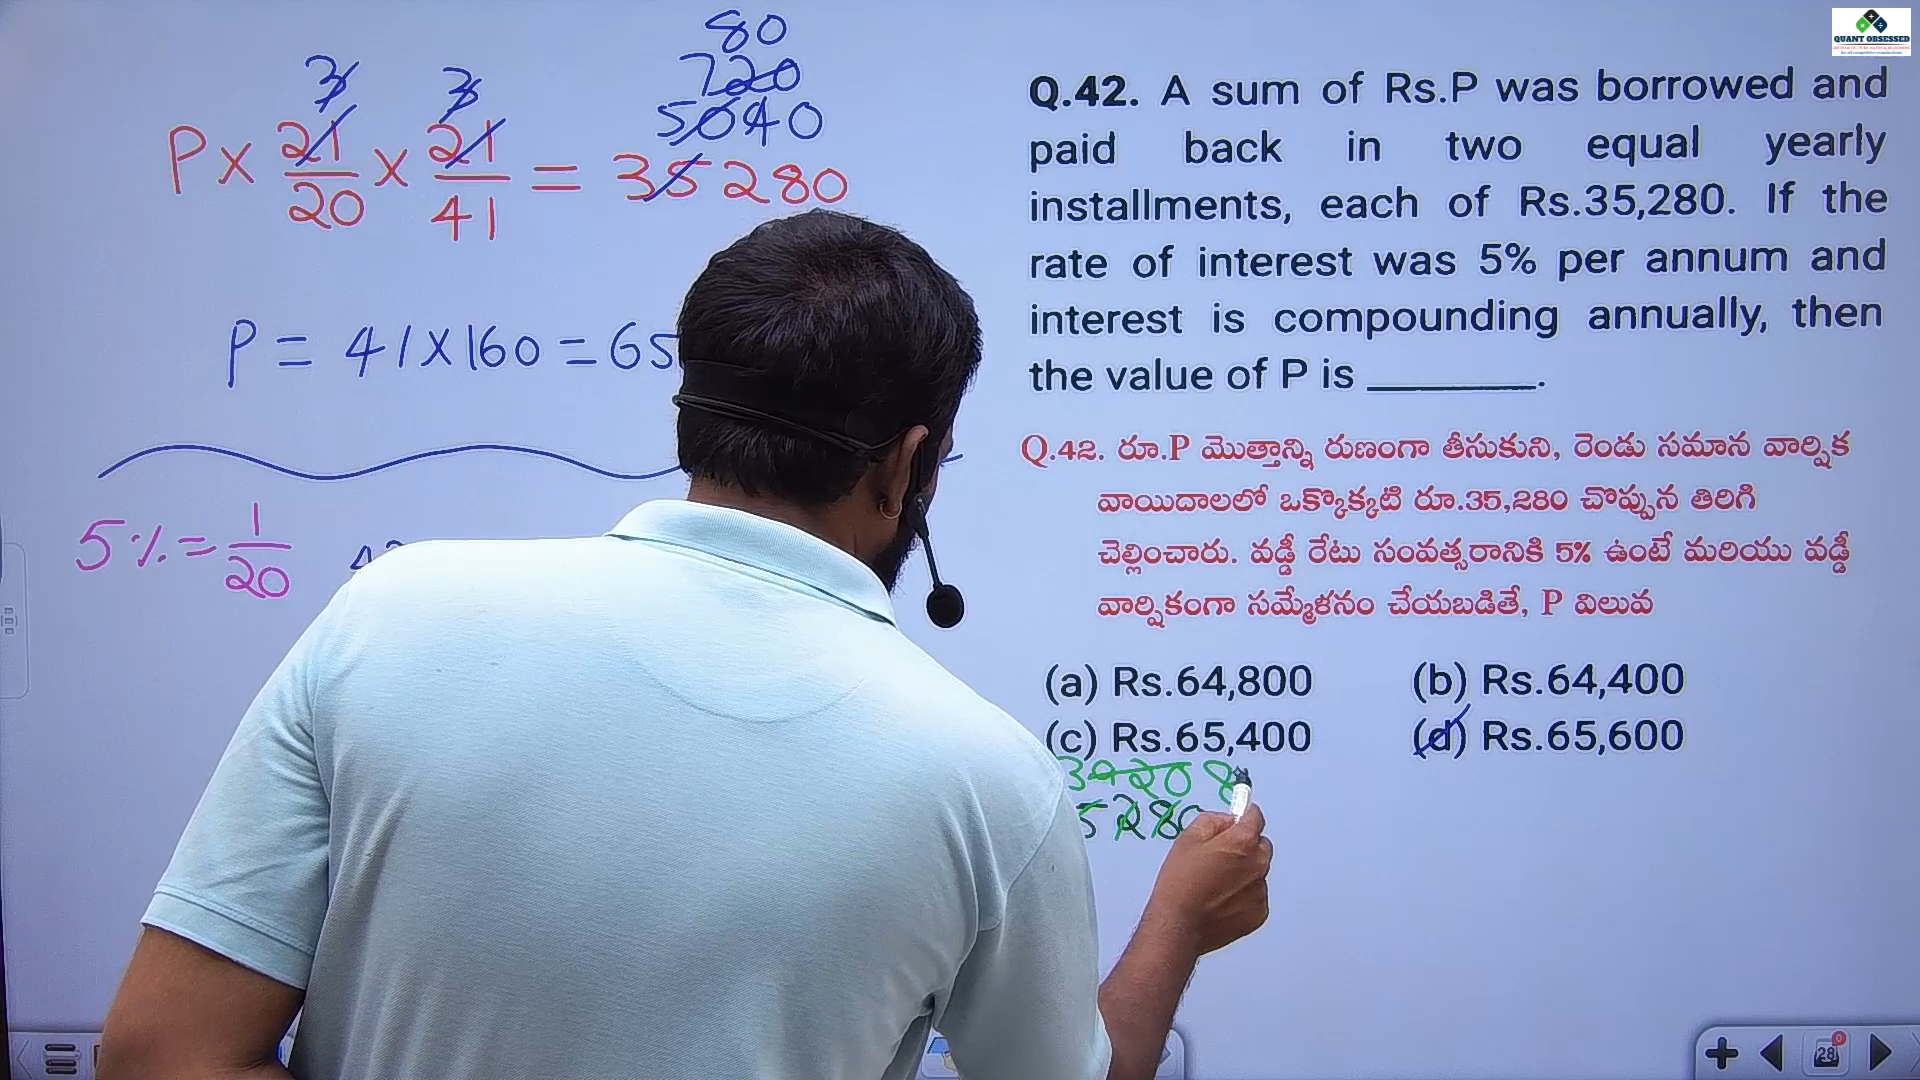 80
720
5040
3 3
P x 21/20 x 21/41 = 35280
P = 41 x 160 = 65
5% = 1/20
QUANT OBSESSED
Q.42. A sum of Rs.P was borrowed and
paid back in two equal yearly
installments, each of Rs.35,280. If the
rate of interest was 5% per annum and
interest is compounding annually, then
the value of P is ________.
Q.42. రూ.P మొత్తాన్ని రుణంగా తీసుకుని, రెండు సమాన వార్షిక
వాయిదాలలో ఒక్కొక్కటి రూ.35,280 చొప్పున తిరిగి
చెల్లించారు. వడ్డీ రేటు సంవత్సరానికి 5% ఉంటే మరియు వడ్డీ
వార్షికంగా సమ్మేళనం చేయబడితే, P విలువ
(a) Rs.64,800 (b) Rs.64,400
(c) Rs.65,400 (d) Rs.65,600
3920 8
5280
28